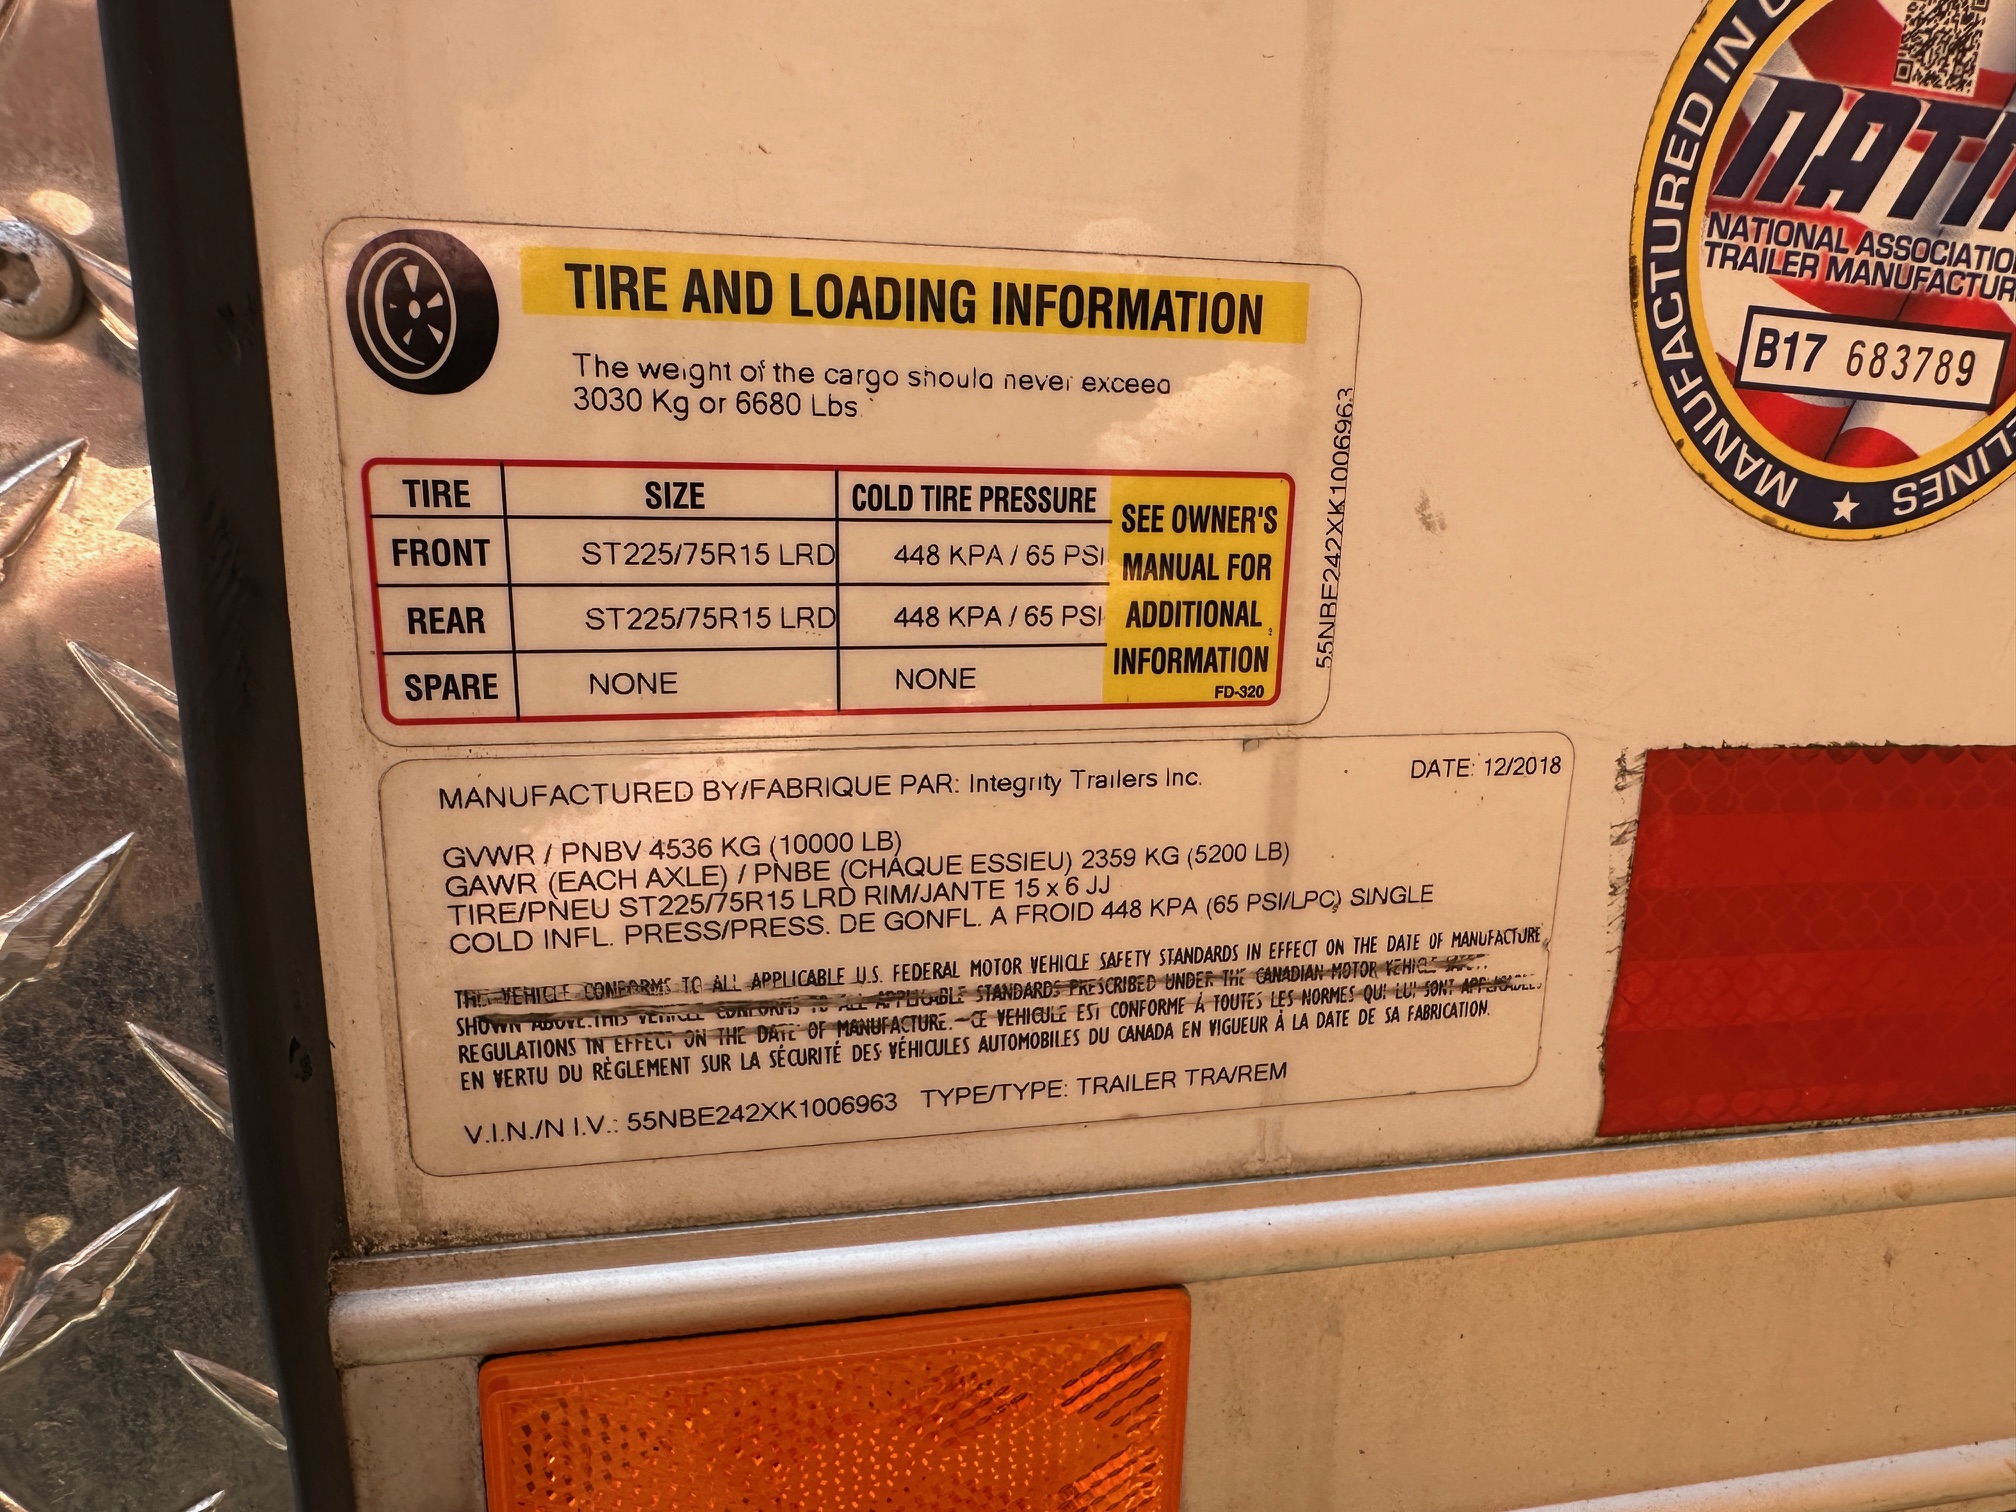 TIRE AND LOADING INFORMATION
The weight of the cargo should never exceed
3030 Kg or 6680 Lbs
TIRE SIZE COLD TIRE PRESSURE
FRONT ST225/75R15 LRD 448 KPA / 65 PSI
REAR ST225/75R15 LRD 448 KPA / 65 PSI
SPARE NONE NONE
SEE OWNER'S
MANUAL FOR
ADDITIONAL
INFORMATION
FD-320
55NBE242XK1006963
MANUFACTURED BY/FABRIQUE PAR: Integrity Trailers Inc. DATE: 12/2018
GVWR / PNBV 4536 KG (10000 LB)
GAWR (EACH AXLE) / PNBE (CHAQUE ESSIEU) 2359 KG (5200 LB)
TIRE/PNEU ST225/75R15 LRD RIM/JANTE 15 x 6 JJ
COLD INFL. PRESS/PRESS. DE GONFL. A FROID 448 KPA (65 PSI/LPC) SINGLE
THIS VEHICLE CONFORMS TO ALL APPLICABLE U.S. FEDERAL MOTOR VEHICLE SAFETY STANDARDS IN EFFECT ON THE DATE OF MANUFACTURE
SHOWN ABOVE. THIS VEHICLE CONFORMS TO ALL APPLICABLE STANDARDS PRESCRIBED UNDER THE CANADIAN MOTOR VEHICLE SAFETY
REGULATIONS IN EFFECT ON THE DATE OF MANUFACTURE.-CE VEHICULE EST CONFORME À TOUTES LES NORMES QUI LUI SONT APPLICABLES
EN VERTU DU RÈGLEMENT SUR LA SÉCURITÉ DES VÉHICULES AUTOMOBILES DU CANADA EN VIGUEUR À LA DATE DE SA FABRICATION.
V.I.N./N.I.V.: 55NBE242XK1006963 TYPE/TYPE: TRAILER TRA/REM
MANUFACTURED IN
NATIONAL ASSOCIATIO
TRAILER MANUFACTUR
B17 683789